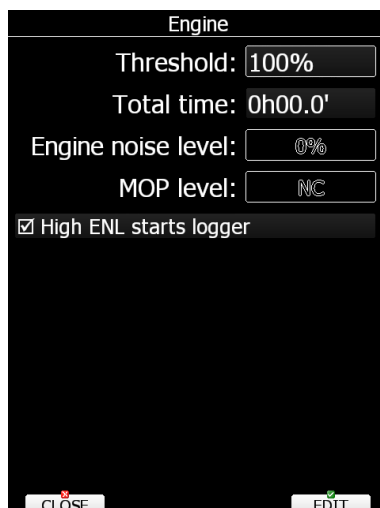 Engine
Threshold: 100%
Total time: 0h00.0'
Engine noise level: 0%
MOP level: NC
High ENL starts logger
CLOSE EDIT